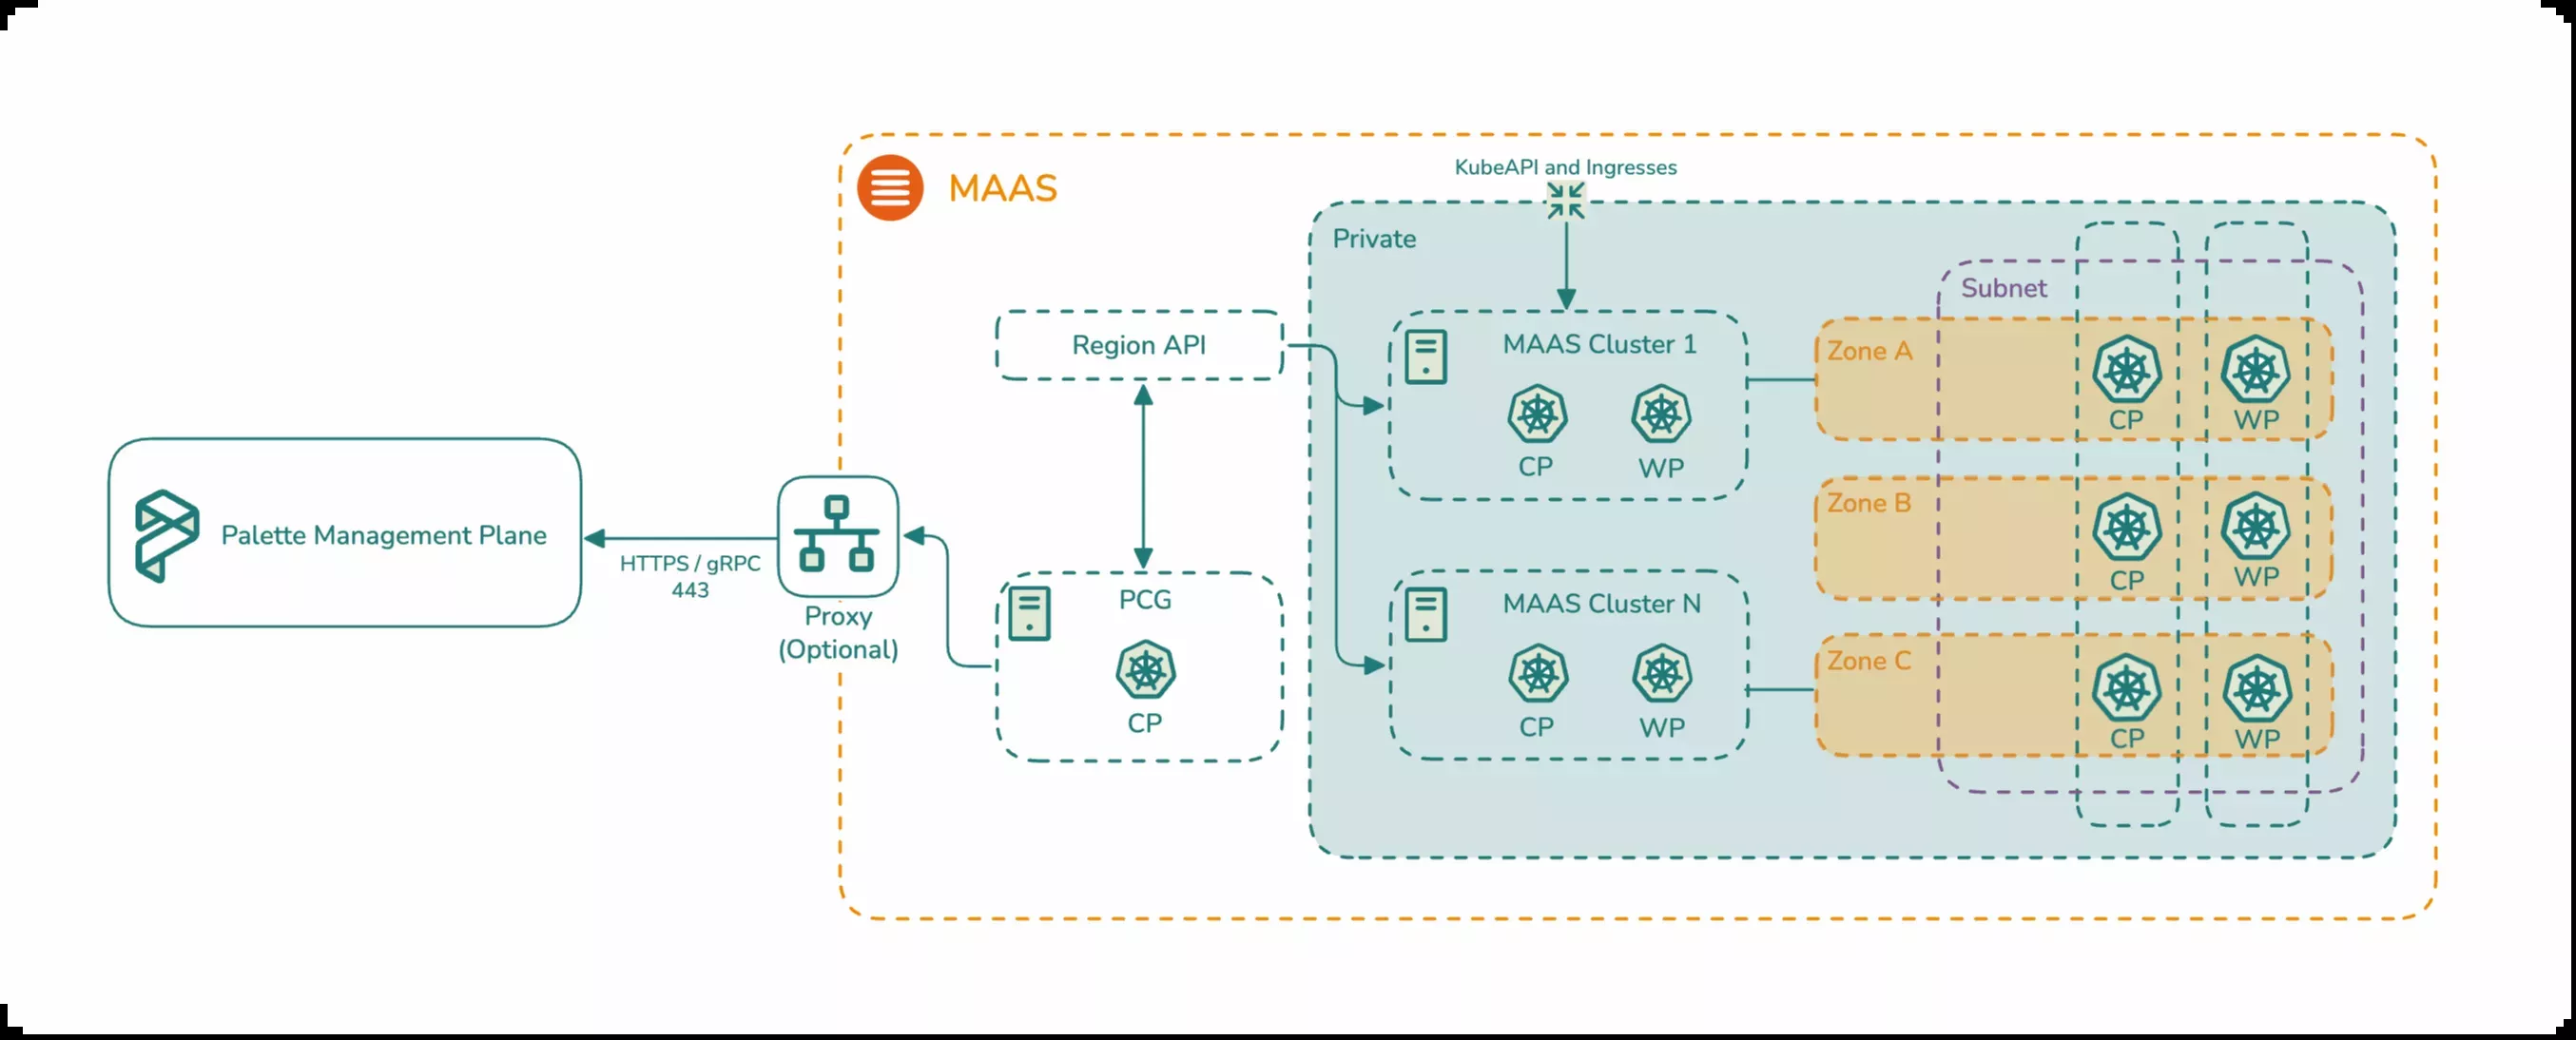 MAAS
KubeAPI and Ingresses
Private
Subnet
Region API
MAAS Cluster 1
CP
WP
Zone A
CP
WP
Palette Management Plane
HTTPS / gRPC
443
Proxy
(Optional)
PCG
CP
MAAS Cluster N
CP
WP
Zone B
CP
WP
Zone C
CP
WP